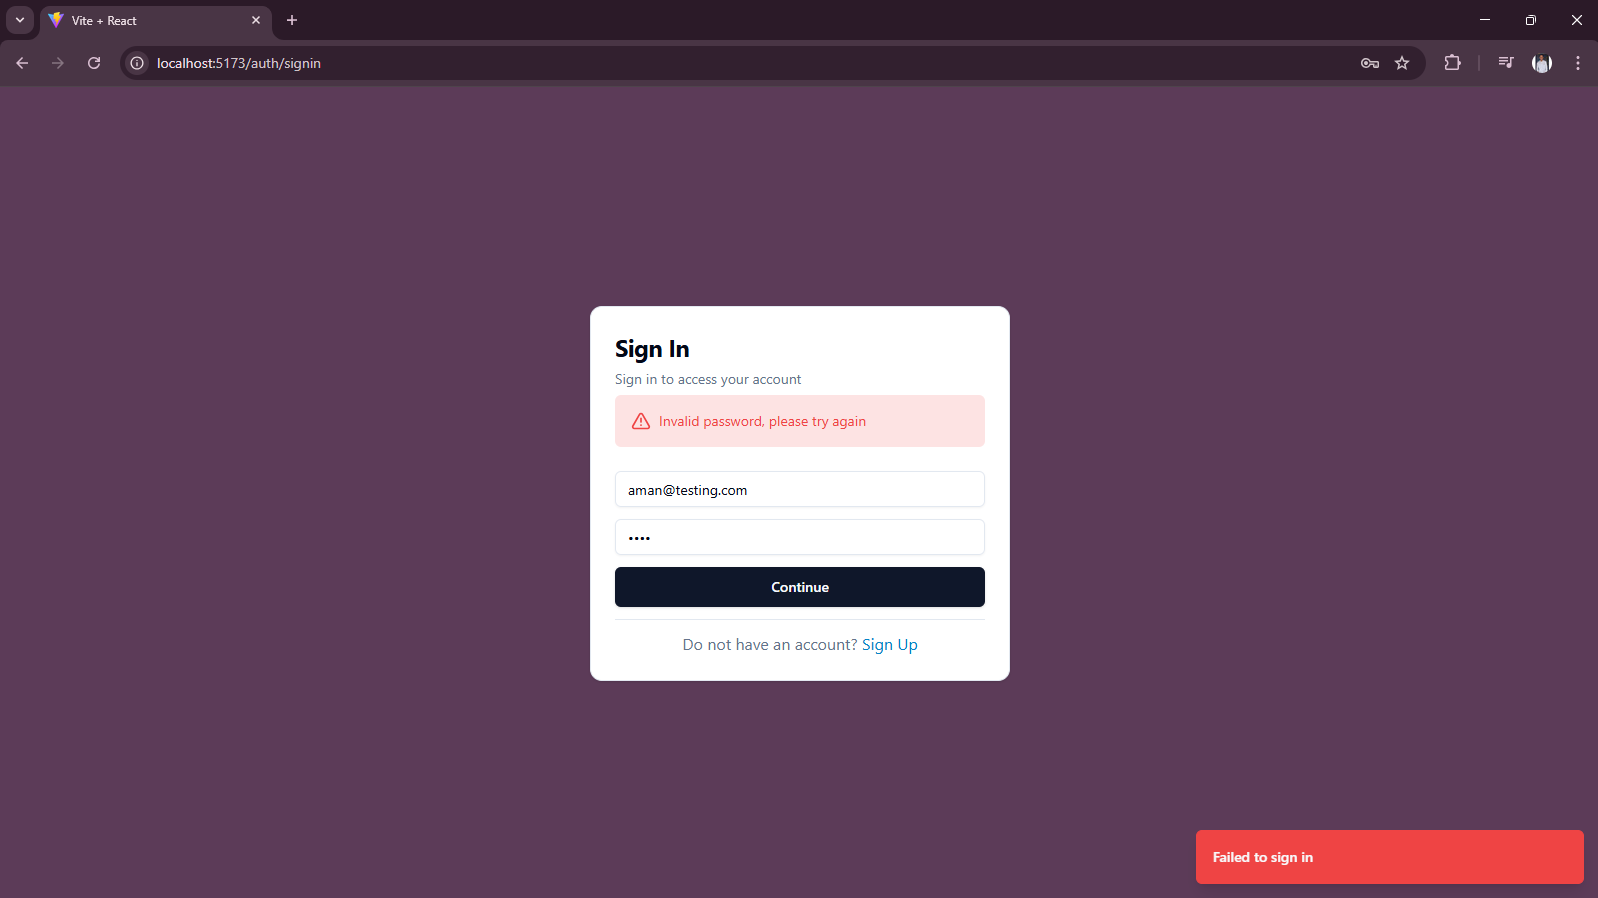 Vite + React
localhost:5173/auth/signin
Sign In
Sign in to access your account
Invalid password, please try again
aman@testing.com
••••
Continue
Do not have an account? Sign Up
Failed to sign in